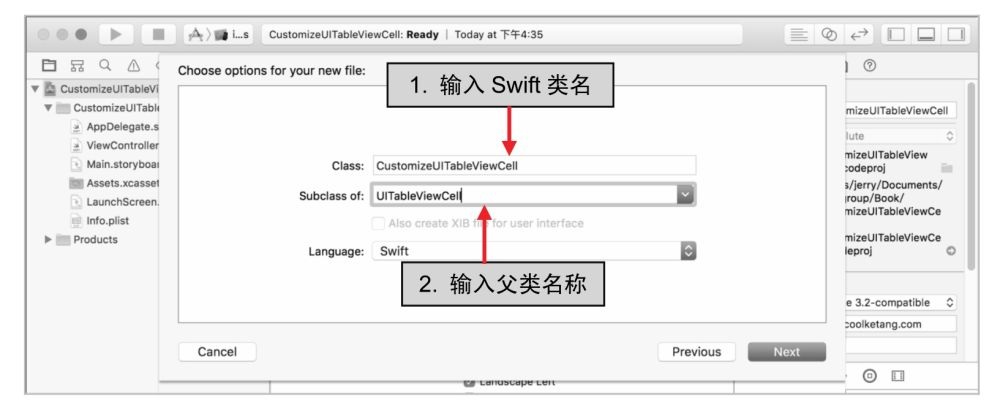 i...s
CustomizeUITableViewCell: Ready | Today at 下午4:35
Choose options for your new file:
1. 输入 Swift 类名
CustomizeUITableVi
CustomizeUITable
AppDelegate.s
ViewController
Main.storyboar
Assets.xcasset
LaunchScreen.
Info.plist
Products
Class: CustomizeUITableViewCell
Subclass of: UITableViewCell
Also create XIB file for user interface
Language: Swift
2. 输入父类名称
Cancel
Previous
Next
mizeUITableViewCell
lute
mizeUITableView
codeproj
s/jerry/Documents/
group/Book/
mizeUITableViewCe
mizeUITableViewCe
deproj
e 3.2-compatible
coolketang.com
Landscape Left